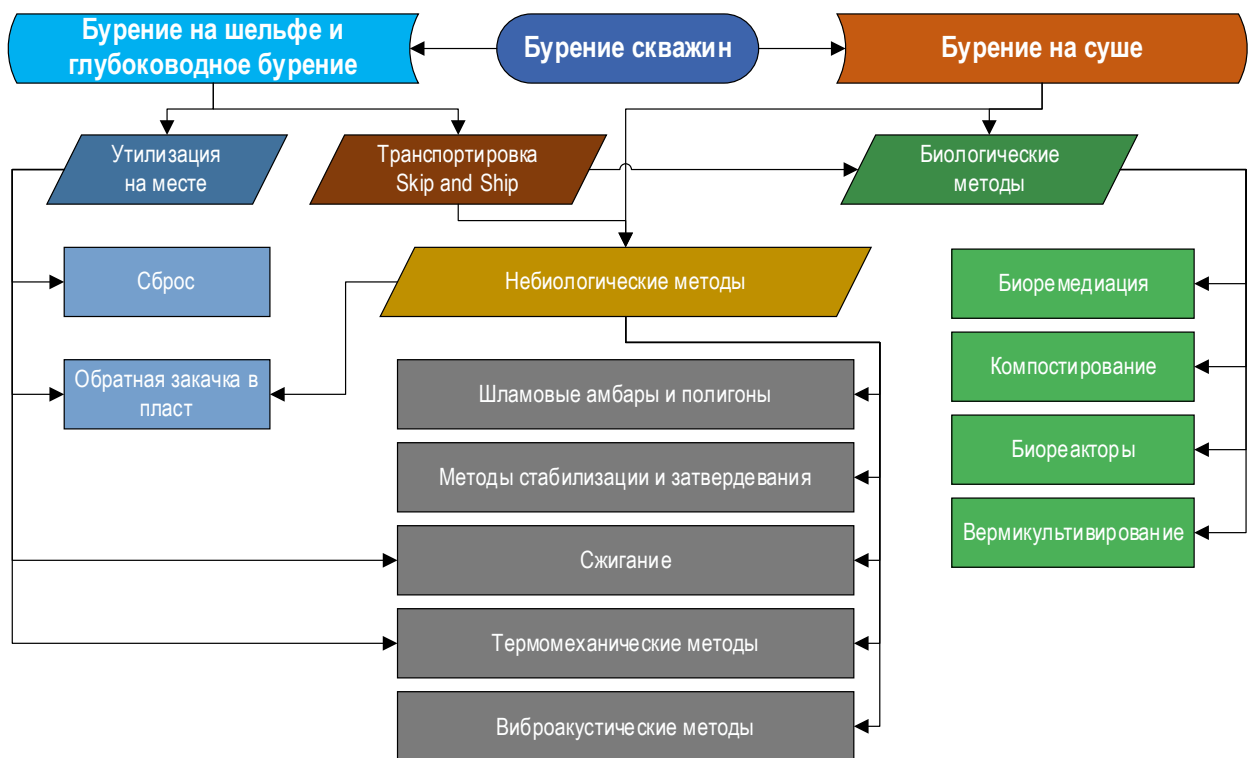 Бурение на шельфе и
глубоководное бурение
Бурение скважин
Бурение на суше
Утилизация
на месте
Транспортировка
Skip and Ship
Биологические
методы
Сброс
Небиологические методы
Биоремедиация
Обратная закачка в
пласт
Шламовые амбары и полигоны
Компостирование
Методы стабилизации и затвердевания
Биореакторы
Сжигание
Вермикультивирование
Термомеханические методы
Виброакустические методы